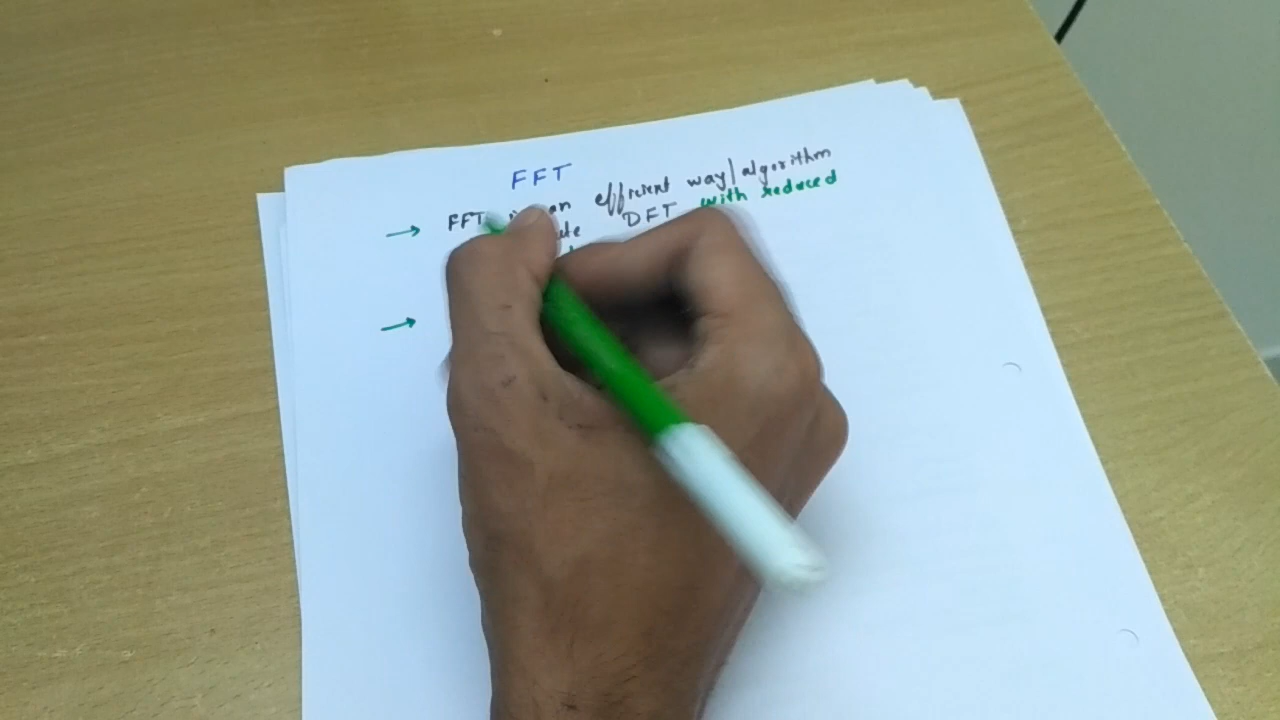 FFT
→ FFT is an efficient way/algorithm
DFT with reduced
→